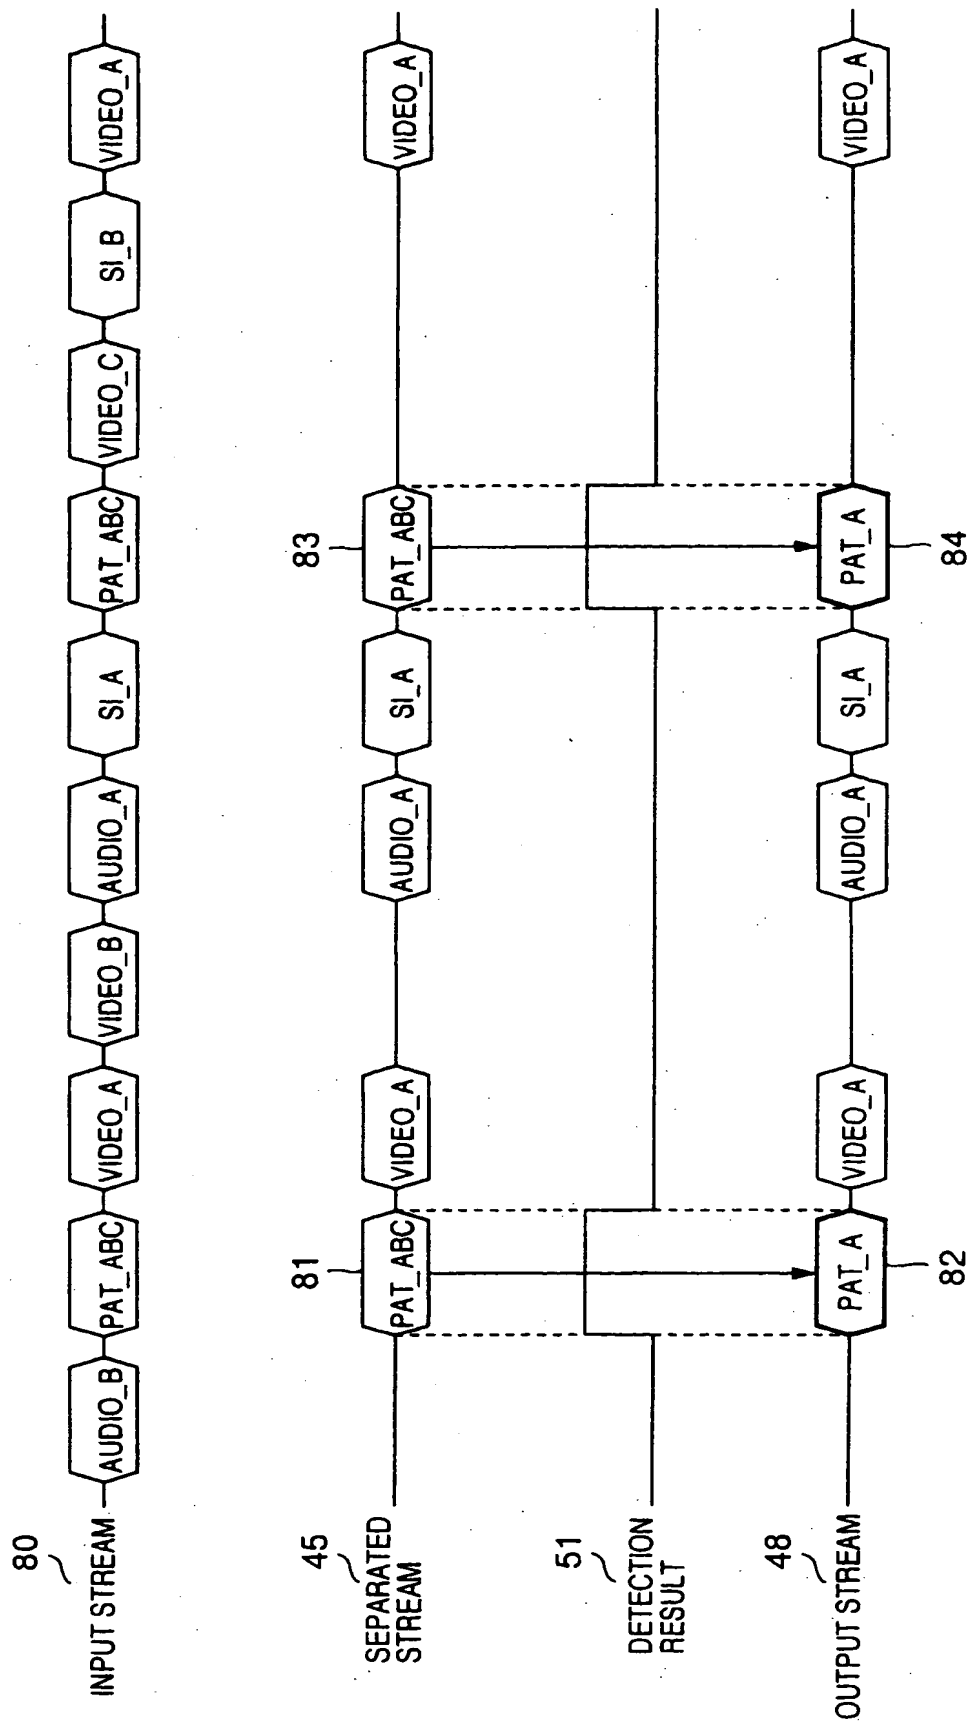 80
INPUT STREAM
AUDIO_B
PAT_ABC
VIDEO_A
VIDEO_B
AUDIO_A
SI_A
PAT_ABC
VIDEO_C
SI_B
VIDEO_A
45
SEPARATED
STREAM
81
PAT_ABC
VIDEO_A
AUDIO_A
SI_A
83
PAT_ABC
VIDEO_A
51
DETECTION
RESULT
48
OUTPUT STREAM
PAT_A
82
VIDEO_A
AUDIO_A
SI_A
PAT_A
84
VIDEO_A